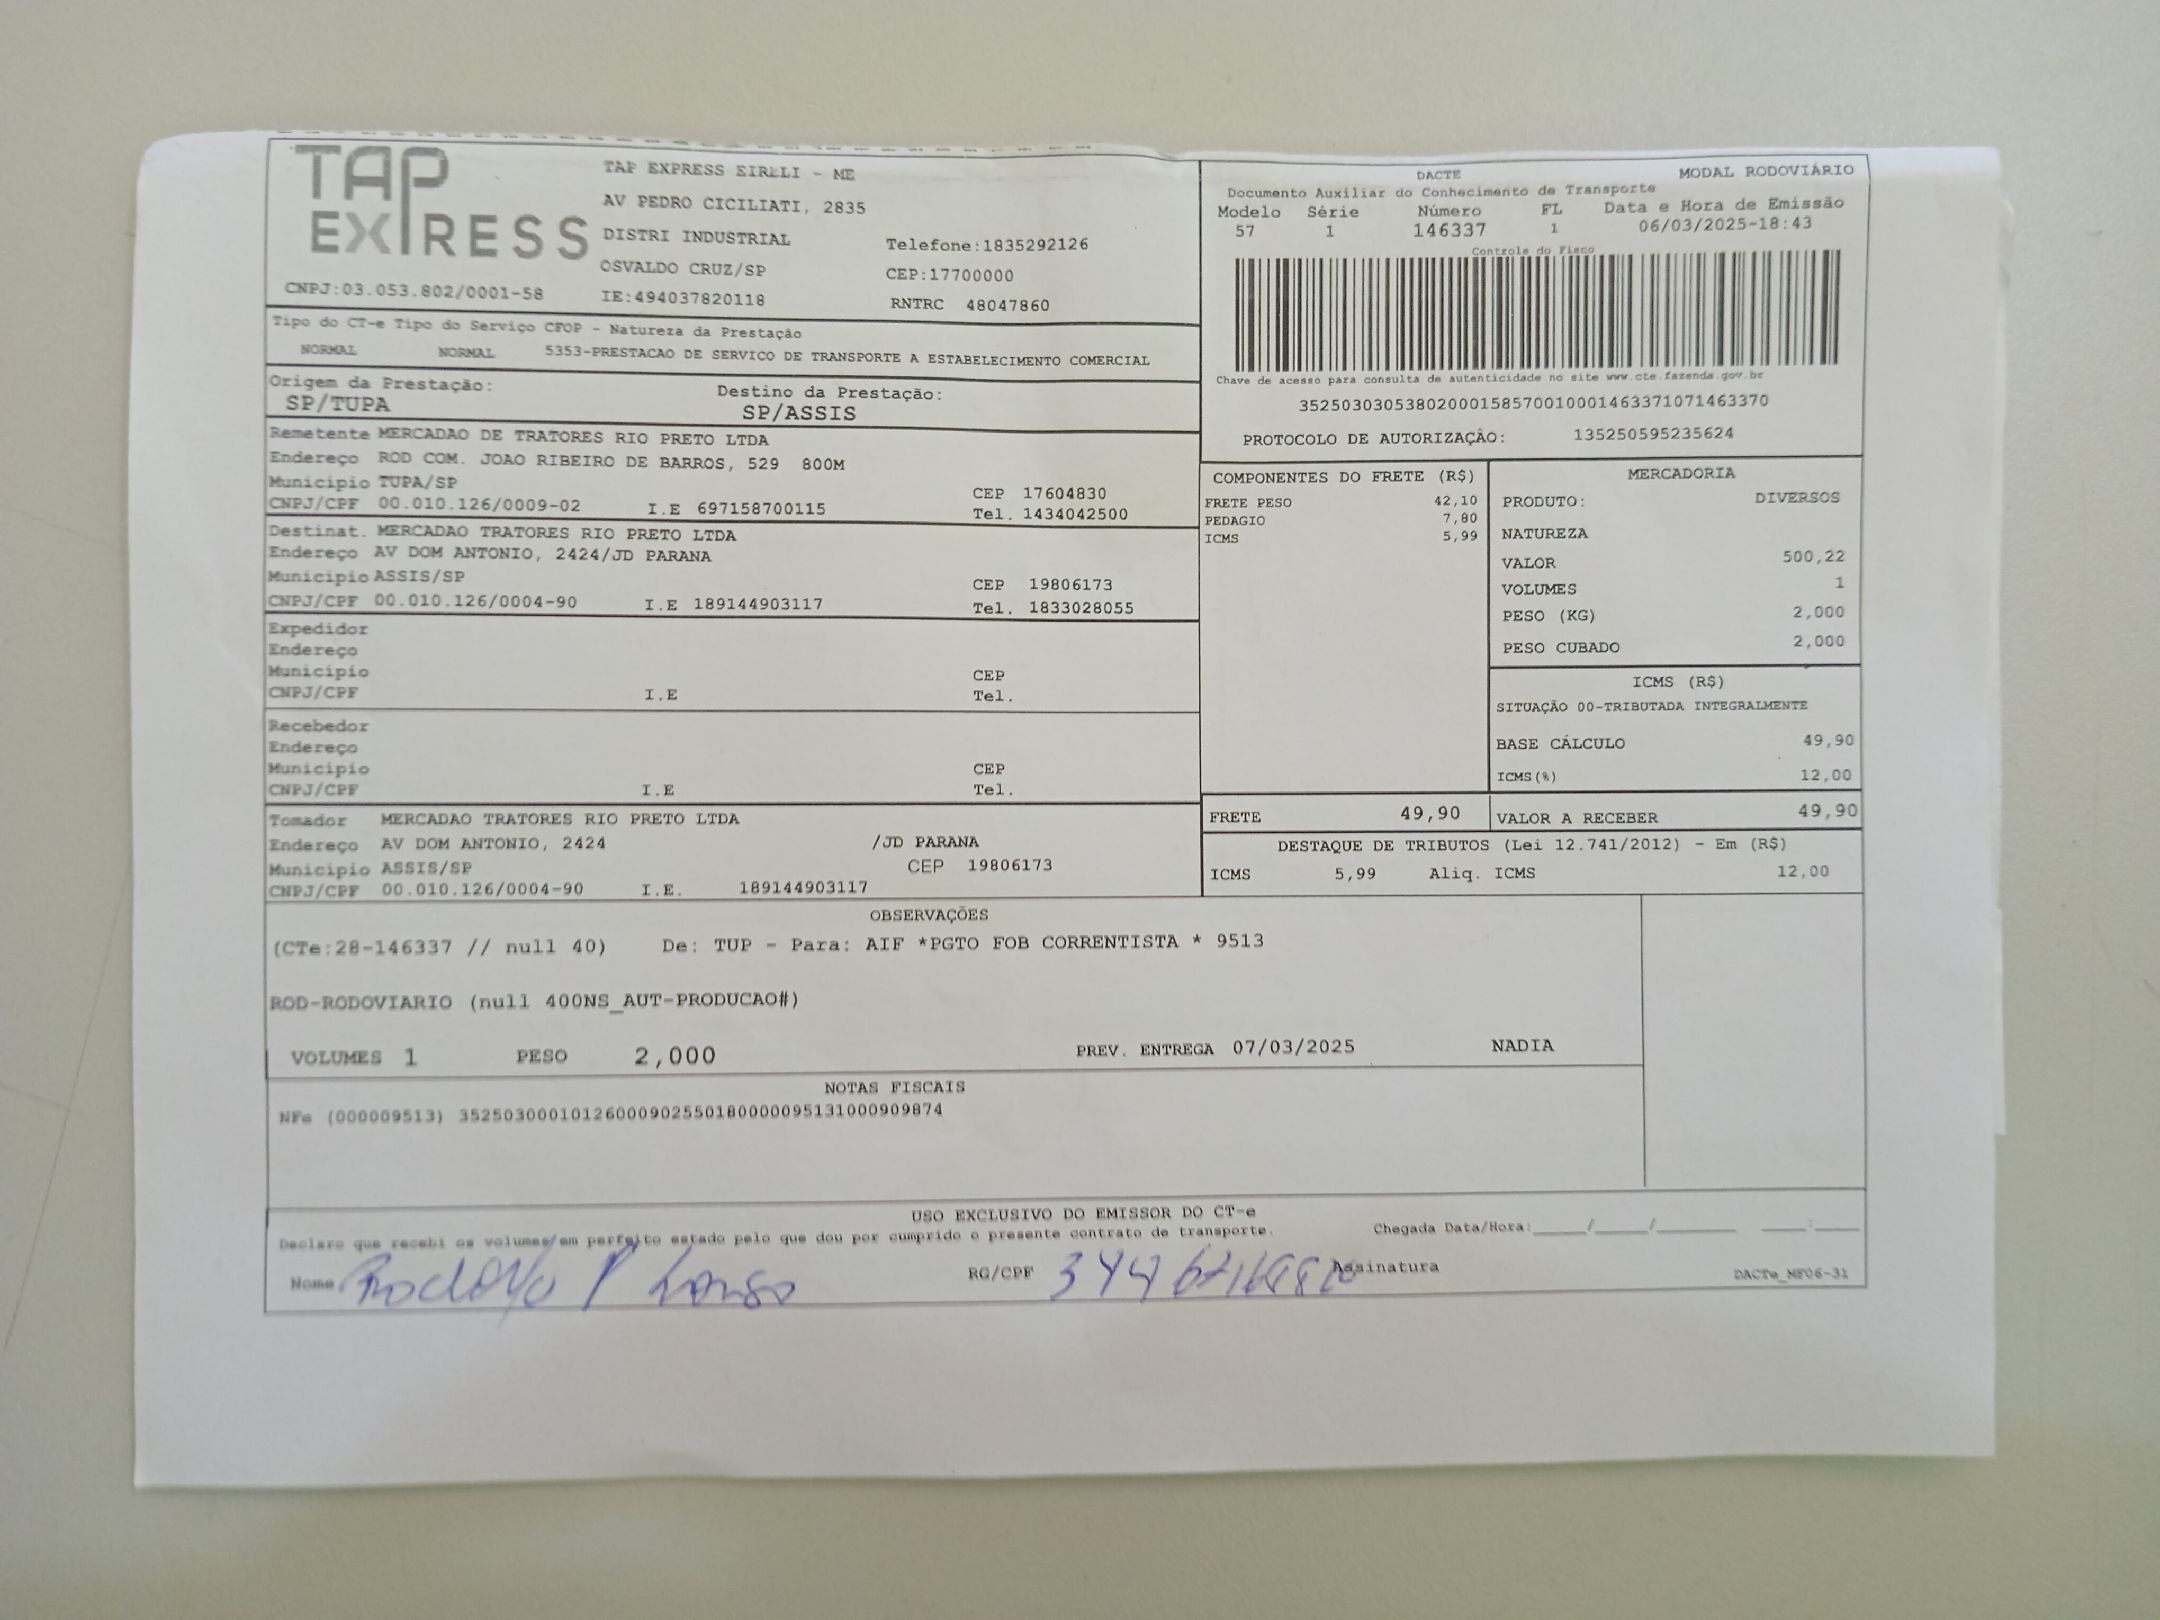 TAP
EXPRESS
CNPJ:03.053.802/0001-58
TAP EXPRESS EIRELI - ME
AV PEDRO CICILIATI, 2835
DISTRI INDUSTRIAL
Telefone:1835292126
OSVALDO CRUZ/SP
CEP:17700000
IE:494037820118
RNTRC 48047860
DACTE
MODAL RODOVIÁRIO
Documento Auxiliar do Conhecimento de Transporte
Modelo Série Número FL Data e Hora de Emissão
57 1 146337 1 06/03/2025-18:43
Controle do Fisco
Chave de acesso para consulta de autenticidade no site www.cte.fazenda.gov.br
35250303053802000158570010001463371071463370
PROTOCOLO DE AUTORIZAÇÃO: 135250595235624
Tipo do CT-e Tipo do Serviço CFOP - Natureza da Prestação
NORMAL NORMAL 5353-PRESTACAO DE SERVICO DE TRANSPORTE A ESTABELECIMENTO COMERCIAL
Origem da Prestação: Destino da Prestação:
SP/TUPA SP/ASSIS
Remetente MERCADAO DE TRATORES RIO PRETO LTDA
Endereço ROD COM. JOAO RIBEIRO DE BARROS, 529 800M
Municipio TUPA/SP CEP 17604830
CNPJ/CPF 00.010.126/0009-02 I.E 697158700115 Tel. 1434042500
Destinat. MERCADAO TRATORES RIO PRETO LTDA
Endereço AV DOM ANTONIO, 2424/JD PARANA
Municipio ASSIS/SP CEP 19806173
CNPJ/CPF 00.010.126/0004-90 I.E 189144903117 Tel. 1833028055
Expedidor
Endereço
Municipio CEP
CNPJ/CPF I.E Tel.
Recebedor
Endereço
Municipio CEP
CNPJ/CPF I.E Tel.
Tomador MERCADAO TRATORES RIO PRETO LTDA
Endereço AV DOM ANTONIO, 2424 /JD PARANA
Municipio ASSIS/SP CEP 19806173
CNPJ/CPF 00.010.126/0004-90 I.E. 189144903117
COMPONENTES DO FRETE (R$)
FRETE PESO 42,10
PEDAGIO 7,80
ICMS 5,99
MERCADORIA
PRODUTO: DIVERSOS
NATUREZA
VALOR 500,22
VOLUMES 1
PESO (KG) 2,000
PESO CUBADO 2,000
ICMS (R$)
SITUAÇÃO 00-TRIBUTADA INTEGRALMENTE
BASE CÁLCULO 49,90
ICMS(%) 12,00
FRETE 49,90 VALOR A RECEBER 49,90
DESTAQUE DE TRIBUTOS (Lei 12.741/2012) - Em (R$)
ICMS 5,99 Aliq. ICMS 12,00
OBSERVAÇÕES
(CTe:28-146337 // null 40) De: TUP - Para: AIF *PGTO FOB CORRENTISTA * 9513
ROD-RODOVIARIO (null 400NS_AUT-PRODUCAO#)
VOLUMES 1 PESO 2,000 PREV. ENTREGA 07/03/2025 NADIA
NOTAS FISCAIS
NFe (000009513) 35250300010126000902550180000095131000909874
USO EXCLUSIVO DO EMISSOR DO CT-e
Declaro que recebi os volumes em perfeito estado pelo que dou por cumprido o presente contrato de transporte. Chegada Data/Hora:____/____/______ ____:____
Nome RG/CPF Assinatura DACTe_MF06-31